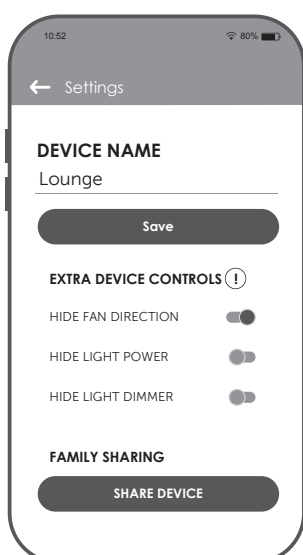 10:52 80%
← Settings
DEVICE NAME
Lounge
Save
EXTRA DEVICE CONTROLS !
HIDE FAN DIRECTION
HIDE LIGHT POWER
HIDE LIGHT DIMMER
FAMILY SHARING
SHARE DEVICE